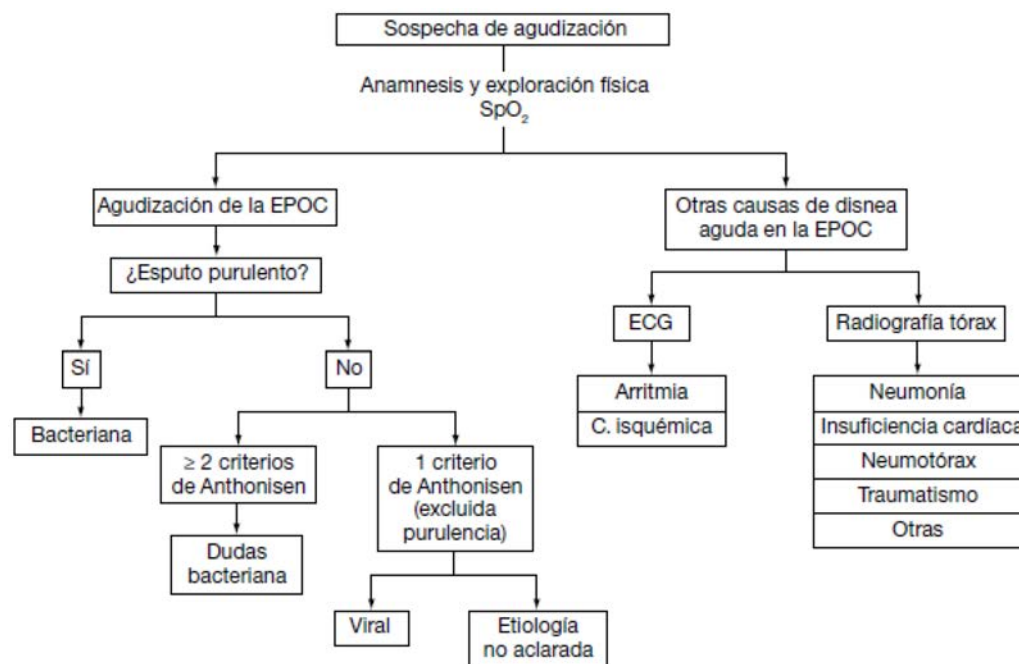 Sospecha de agudización
Anamnesis y exploración física
SpO₂
Agudización de la EPOC
Otras causas de disnea
aguda en la EPOC
¿Esputo purulento?
ECG
Radiografía tórax
Sí
No
Arritmia
C. isquémica
Neumonía
Insuficiencia cardíaca
Neumotórax
Traumatismo
Otras
Bacteriana
≥ 2 criterios
de Anthonisen
1 criterio
de Anthonisen
(excluida
purulencia)
Dudas
bacteriana
Viral
Etiología
no aclarada